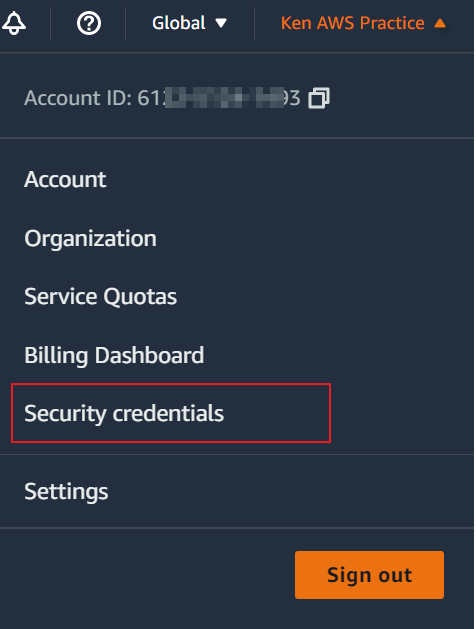 Global
Ken AWS Practice
Account ID: 61
93
Account
Organization
Service Quotas
Billing Dashboard
Security credentials
Settings
Sign out